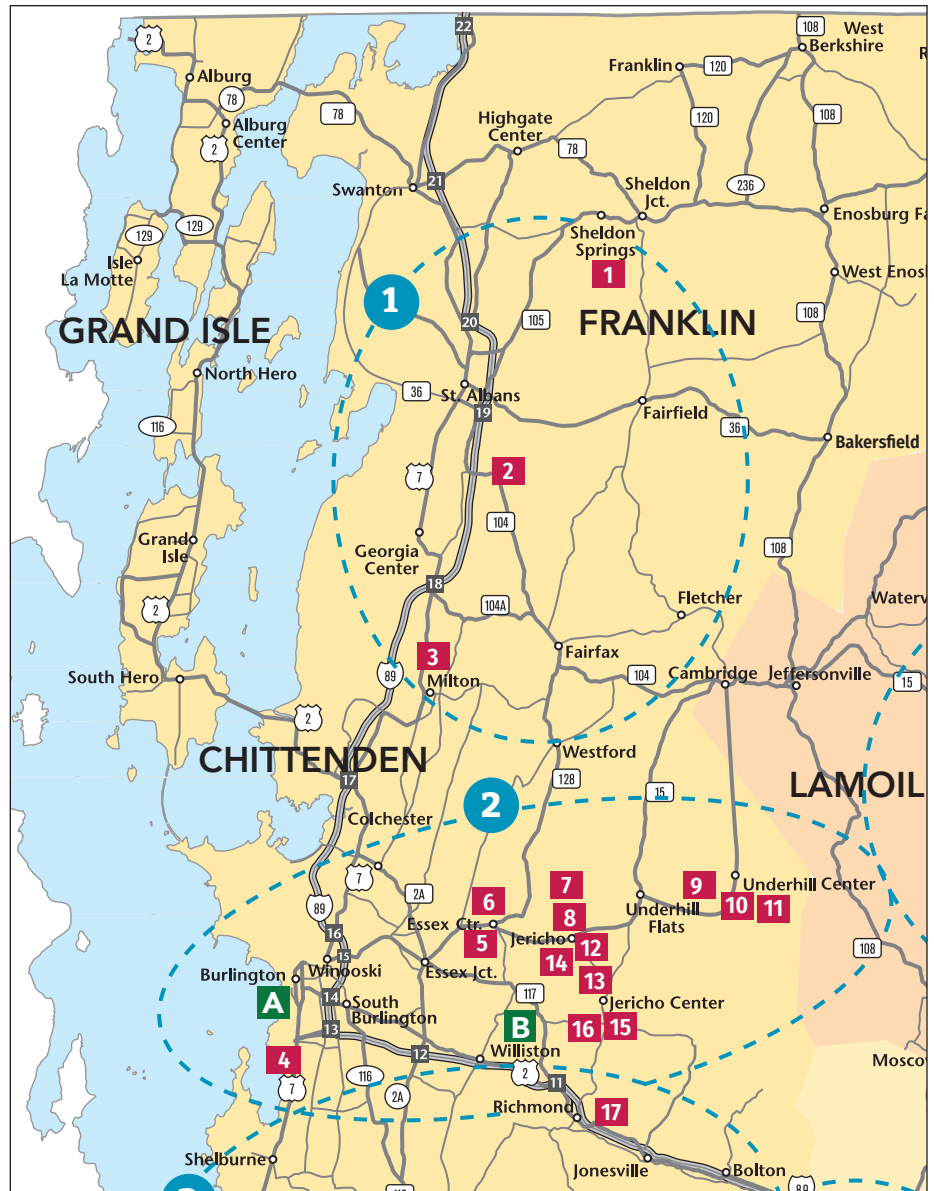 22
2
108
West
Berkshire
Franklin
120
Alburg
78
78
120
108
Alburg
Center
Highgate
Center
2
78
21
Swanton
236
Sheldon
Jct.
129
129
Sheldon
Springs
Enosburg Fa
Isle
La Motte
1
West Enosb
1
108
GRAND ISLE
20
105
FRANKLIN
North Hero
36
St. Albans
19
Fairfield
116
36
Bakersfield
7
2
104
Grand
Isle
Georgia
Center
108
18
2
104A
Fletcher
Waterv
Fairfax
3
89
104
Cambridge
Jeffersonville
South Hero
Milton
15
2
Westford
CHITTENDEN
17
128
15
LAMOIL
2
Colchester
7
2A
7
9
Underhill Center
89
6
10
11
Essex Ctr.
8
Underhill
Flats
16
5
Jericho
12
108
15
14
Winooski
Essex Jct.
Burlington
13
117
14
A
South
Burlington
Jericho Center
13
B
16
15
4
12
Williston
116
2
11
Mosco
7
2A
Richmond
17
Shelburne
Jonesville
Bolton
89